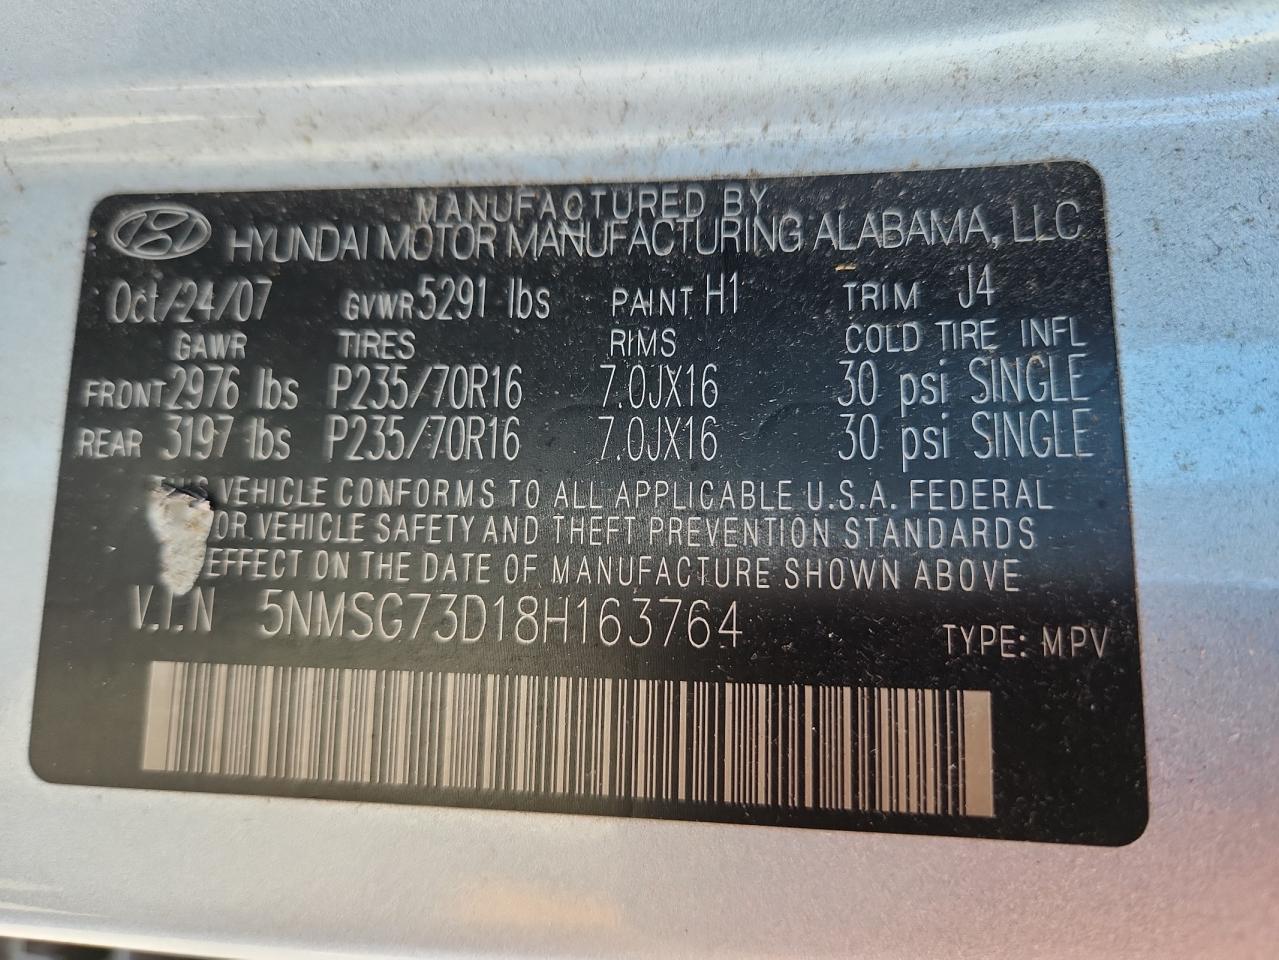 MANUFACTURED BY
HYUNDAI MOTOR MANUFACTURING ALABAMA, LLC
Oct/24/07 GVWR 5291 lbs PAINT H1 TRIM J4
GAWR TIRES RIMS COLD TIRE INFL
FRONT 2976 lbs P235/70R16 7.0JX16 30 psi SINGLE
REAR 3197 lbs P235/70R16 7.0JX16 30 psi SINGLE
VEHICLE CONFORMS TO ALL APPLICABLE U.S.A. FEDERAL
OR VEHICLE SAFETY AND THEFT PREVENTION STANDARDS
EFFECT ON THE DATE OF MANUFACTURE SHOWN ABOVE
V.I.N 5NMSG73D18H163764 TYPE: MPV